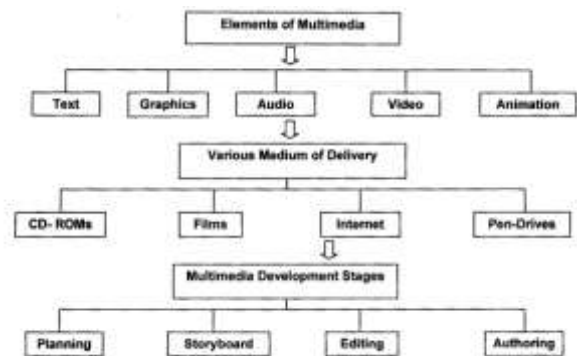 Elements of Multimedia
Text Graphics Audio Video Animation
Various Medium of Delivery
CD- ROMs Films Internet Pen-Drives
Multimedia Development Stages
Planning Storyboard Editing Authoring